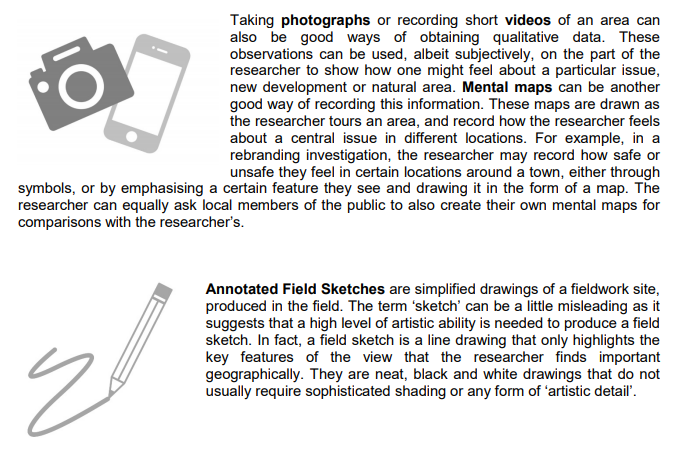 Taking photographs or recording short videos of an area can
also be good ways of obtaining qualitative data. These
observations can be used, albeit subjectively, on the part of the
researcher to show how one might feel about a particular issue,
new development or natural area. Mental maps can be another
good way of recording this information. These maps are drawn as
the researcher tours an area, and record how the researcher feels
about a central issue in different locations. For example, in a
rebranding investigation, the researcher may record how safe or
unsafe they feel in certain locations around a town, either through
symbols, or by emphasising a certain feature they see and drawing it in the form of a map. The
researcher can equally ask local members of the public to also create their own mental maps for
comparisons with the researcher's.
Annotated Field Sketches are simplified drawings of a fieldwork site,
produced in the field. The term 'sketch' can be a little misleading as it
suggests that a high level of artistic ability is needed to produce a field
sketch. In fact, a field sketch is a line drawing that only highlights the
key features of the view that the researcher finds important
geographically. They are neat, black and white drawings that do not
usually require sophisticated shading or any form of 'artistic detail'.